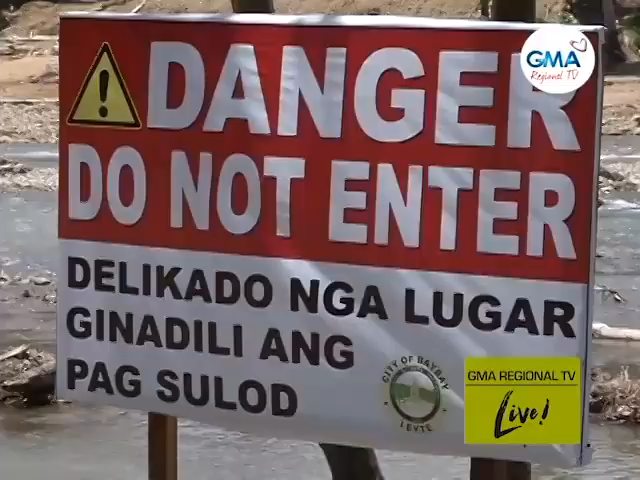 GMA
Regional TV
DANGER
DO NOT ENTER
DELIKADO NGA LUGAR
GINADILI ANG
PAG SULOD
CITY OF BAYBAY
LEYTE
GMA REGIONAL TV
Live!